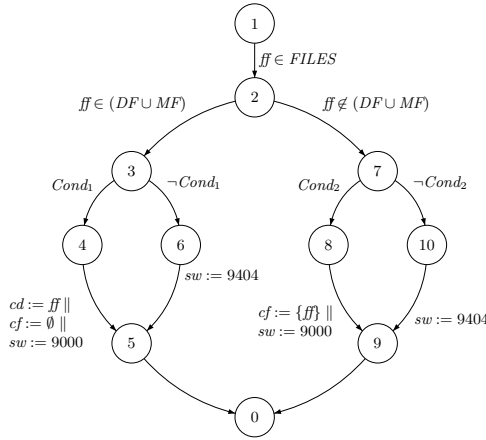 1
ff ∈ FILES
2
ff ∈ (DF ∪ MF)
ff ∉ (DF ∪ MF)
3
7
Cond₁
¬Cond₁
Cond₂
¬Cond₂
4
6
8
10
sw := 9404
cd := ff ∥
cf := ∅ ∥
sw := 9000
cf := {ff} ∥
sw := 9000
sw := 9404
5
9
0